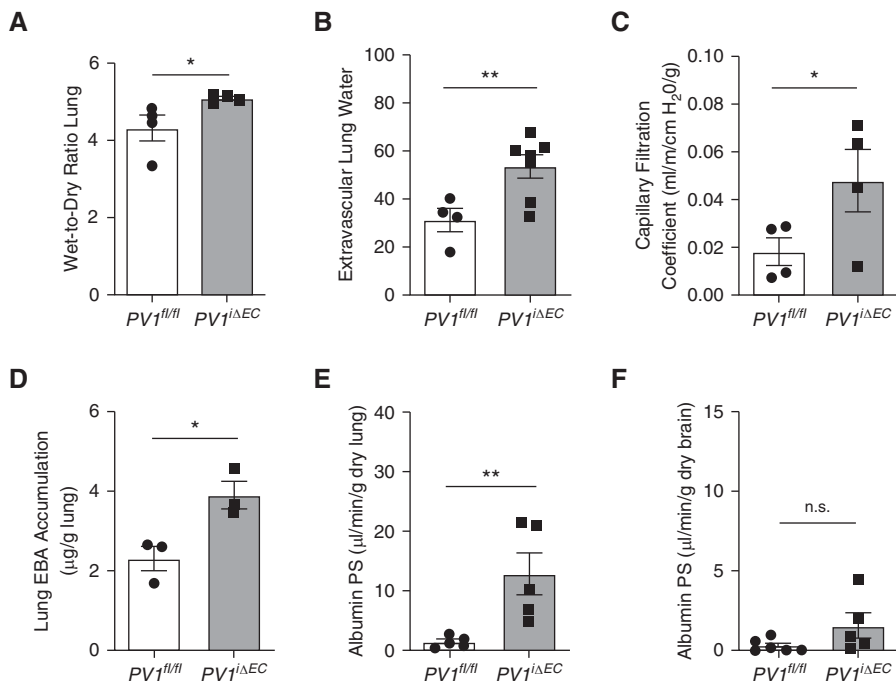 A
Wet-to-Dry Ratio Lung
6
4
2
0
*
PV1fl/fl PV1iΔEC
B
Extravascular Lung Water
100
80
60
40
20
0
**
PV1fl/fl PV1iΔEC
C
Capillary Filtration
Coefficient (ml/m/cm H20/g)
0.10
0.08
0.06
0.04
0.02
0.00
*
PV1fl/fl PV1iΔEC
D
Lung EBA Accumulation
(μg/g lung)
6
4
2
0
*
PV1fl/fl PV1iΔEC
E
Albumin PS (μl/min/g dry lung)
40
30
20
10
0
**
PV1fl/fl PV1iΔEC
F
Albumin PS (μl/min/g dry brain)
15
10
5
0
n.s.
PV1fl/fl PV1iΔEC